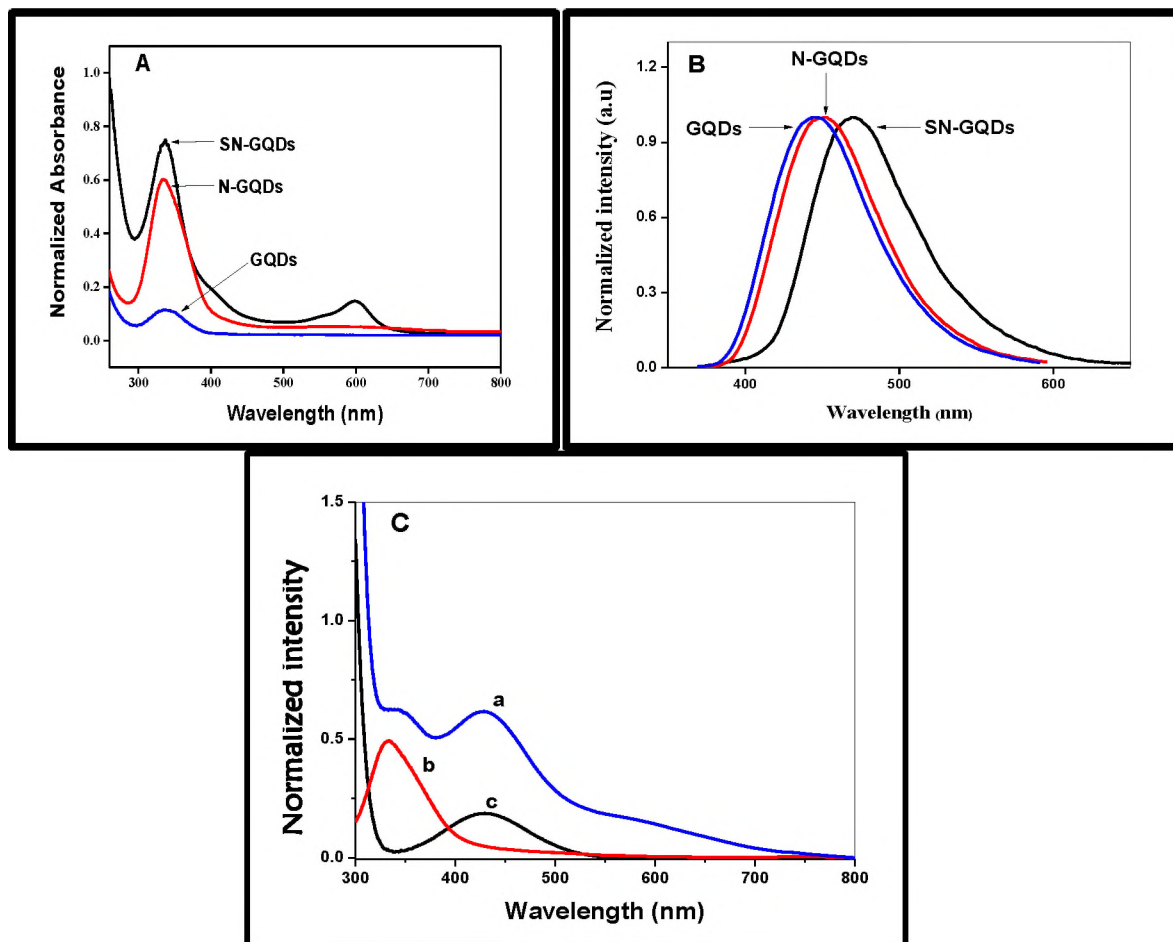 A
Normalized Absorbance
1.0
0.8
0.6
0.4
0.2
0.0
SN-GQDs
N-GQDs
GQDs
300 400 500 600 700 800
Wavelength (nm)
B
Normalized intensity (a.u)
1.2
0.9
0.6
0.3
0.0
N-GQDs
GQDs
SN-GQDs
400 500 600
Wavelength (nm)
C
Normalized intensity
1.5
1.0
0.5
0.0
a
b
c
300 400 500 600 700 800
Wavelength (nm)